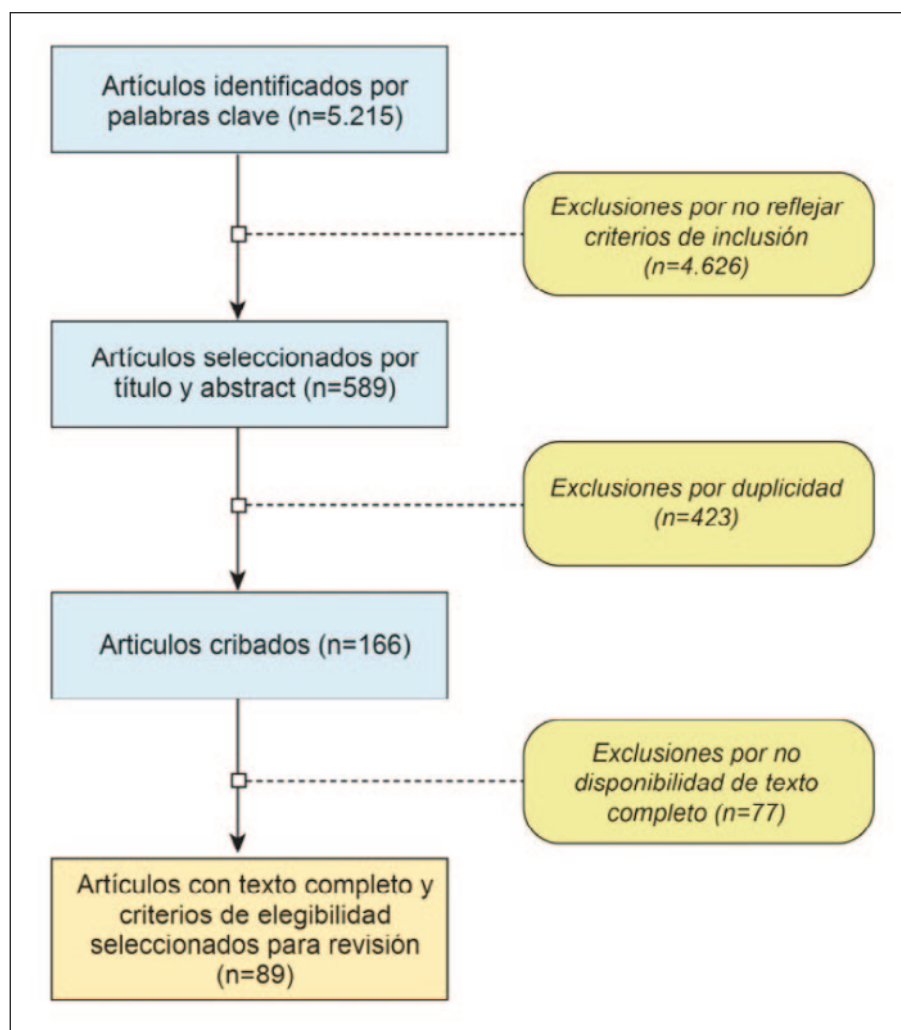 Artículos identificados por
palabras clave (n=5.215)
Exclusiones por no reflejar
criterios de inclusión
(n=4.626)
Artículos seleccionados por
título y abstract (n=589)
Exclusiones por duplicidad
(n=423)
Articulos cribados (n=166)
Exclusiones por no
disponibilidad de texto
completo (n=77)
Artículos con texto completo y
criterios de elegibilidad
seleccionados para revisión
(n=89)